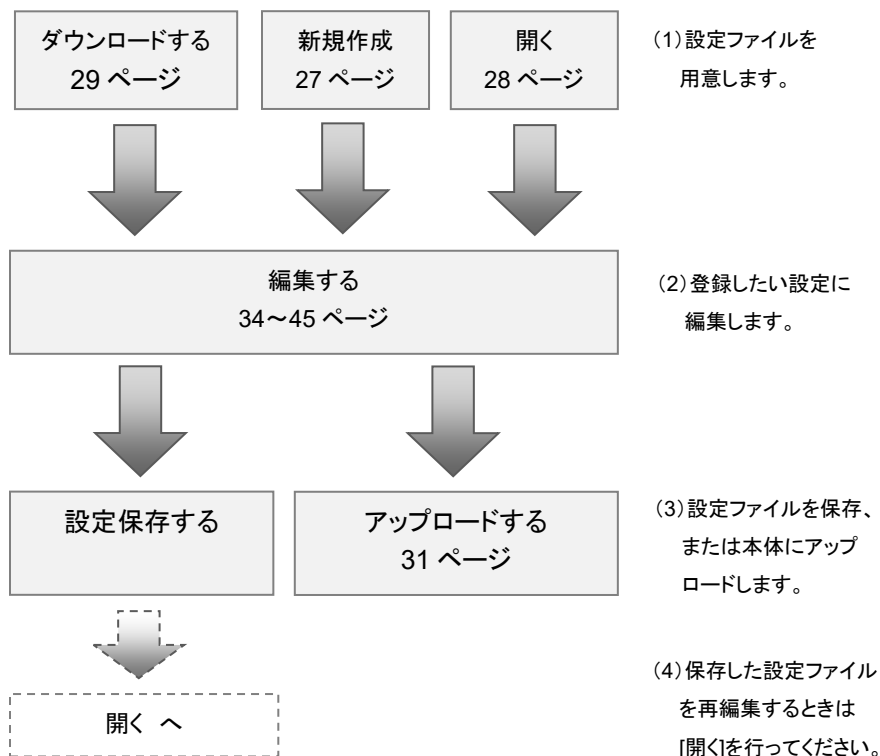 ダウンロードする
29 ページ
新規作成
27 ページ
開く
28 ページ
(1)設定ファイルを
用意します。
編集する
34～45 ページ
(2)登録したい設定に
編集します。
設定保存する
アップロードする
31 ページ
(3)設定ファイルを保存、
または本体にアップ
ロードします。
開く へ
(4)保存した設定ファイル
を再編集するときは
[開く]を行ってください。